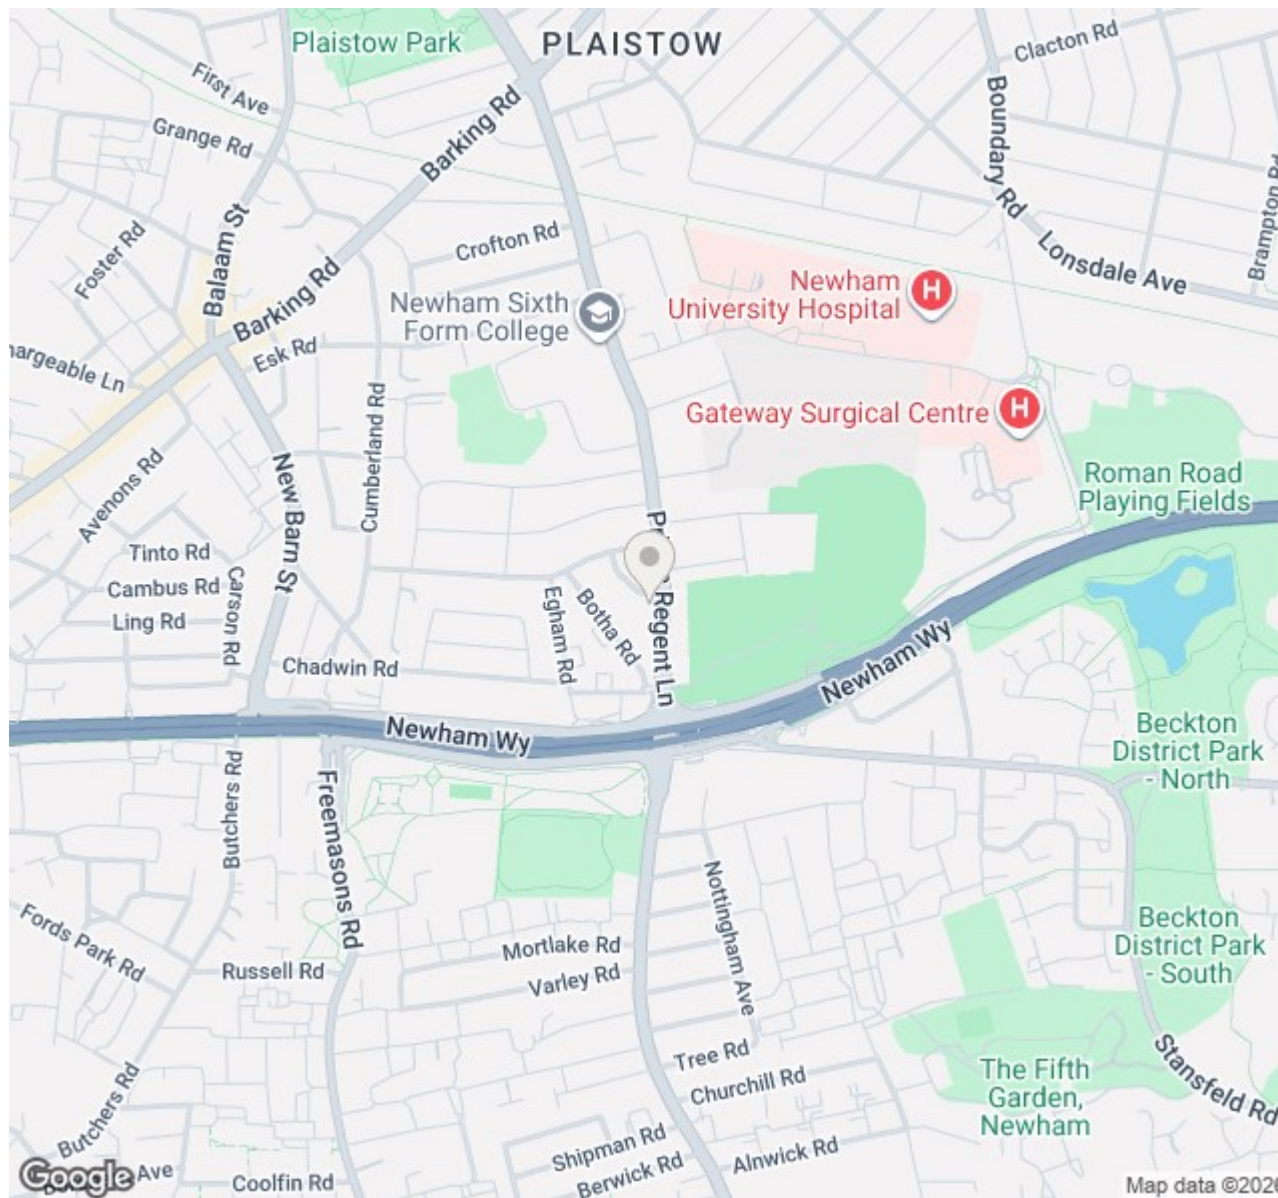 Plaistow Park
PLAISTOW
Clacton Rd
First Ave
Grange Rd
Barking Rd
Boundary Rd
Brampton Rd
Foster Rd
Balaam St
Crofton Rd
Lonsdale Ave
Barking Rd
Newham
University Hospital
H
Newham Sixth
Form College
Esk Rd
hargeable Ln
Cumberland Rd
Gateway Surgical Centre
H
Avenons Rd
New Barn St
Roman Road
Playing Fields
Tinto Rd
Cambus Rd
Ling Rd
Carson Rd
Egham Rd
Botha Rd
Regent Ln
Chadwin Rd
Newham Wy
Newham Wy
Beckton
District Park
- North
Butchers Rd
Freemasons Rd
Nottingham Ave
Fords Park Rd
Russell Rd
Mortlake Rd
Varley Rd
Beckton
District Park
- South
Tree Rd
Churchill Rd
The Fifth
Garden,
Newham
Stansfeld Rd
Butchers Rd
Shipman Rd
Berwick Rd
Alnwick Rd
Coolfin Rd
Ave
Google
Map data ©2026